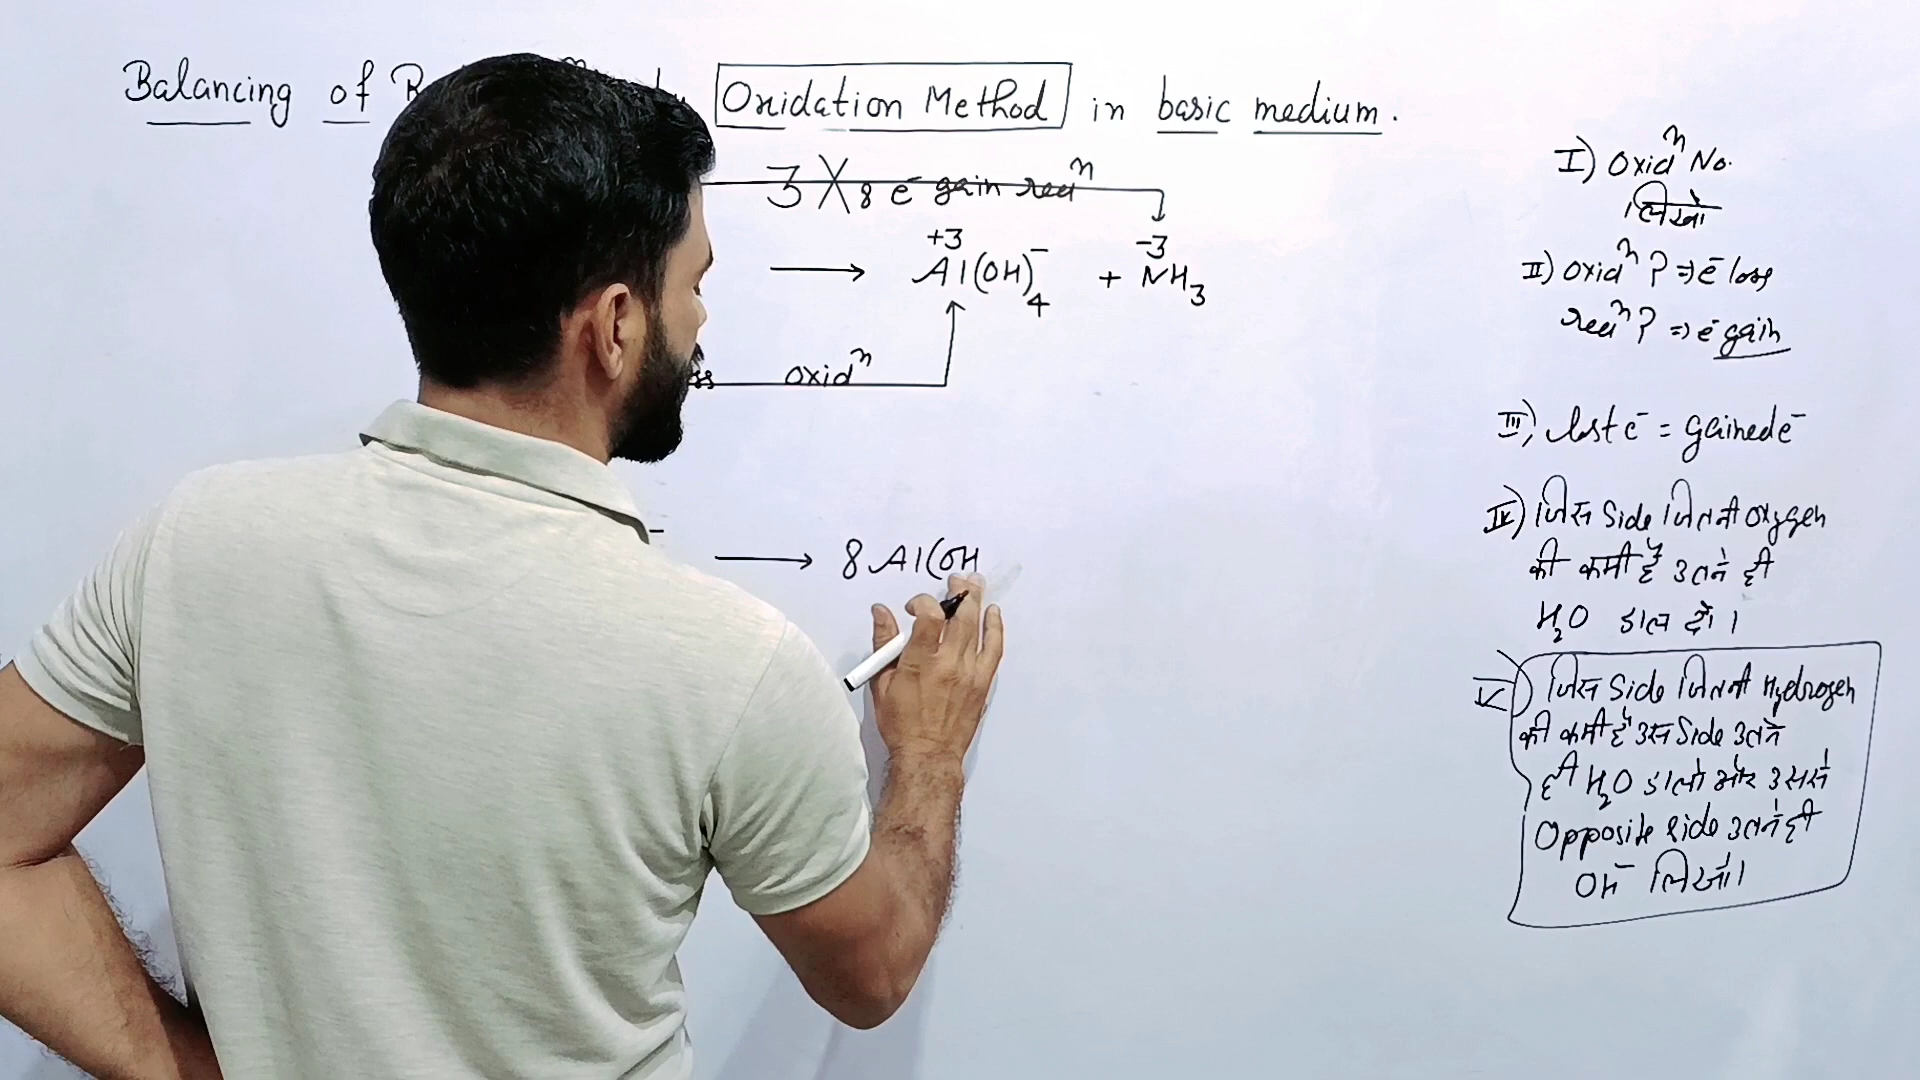 Balancing of Oxidation Method in basic medium.
3 X 8 e⁻ gain redⁿ
+3 -3
⟶ Al(OH)₄⁻ + NH₃
oxidⁿ
⟶ 8 Al(OH
I) Oxidⁿ No.
लिखो
II) Oxidⁿ ? ⇒ e⁻ loss
redⁿ ? ⇒ e⁻ gain
III) lost e⁻ = gained e⁻
IV) जिस Side जितनी oxygen
की कमी है उतने ही
H₂O डाल दो।
V) जिस Side जितनी Hydrogen
की कमी है उस Side उतने
ही H₂O डालो और उससे
Opposite side उतने ही
OH⁻ लिखो।